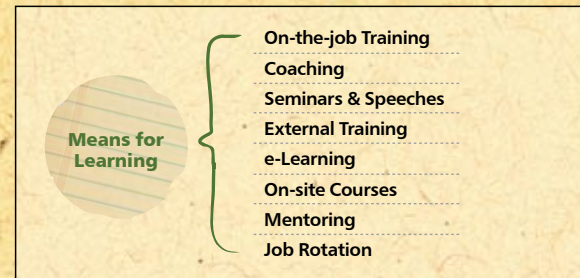 Means for
Learning
On-the-job Training
Coaching
Seminars & Speeches
External Training
e-Learning
On-site Courses
Mentoring
Job Rotation